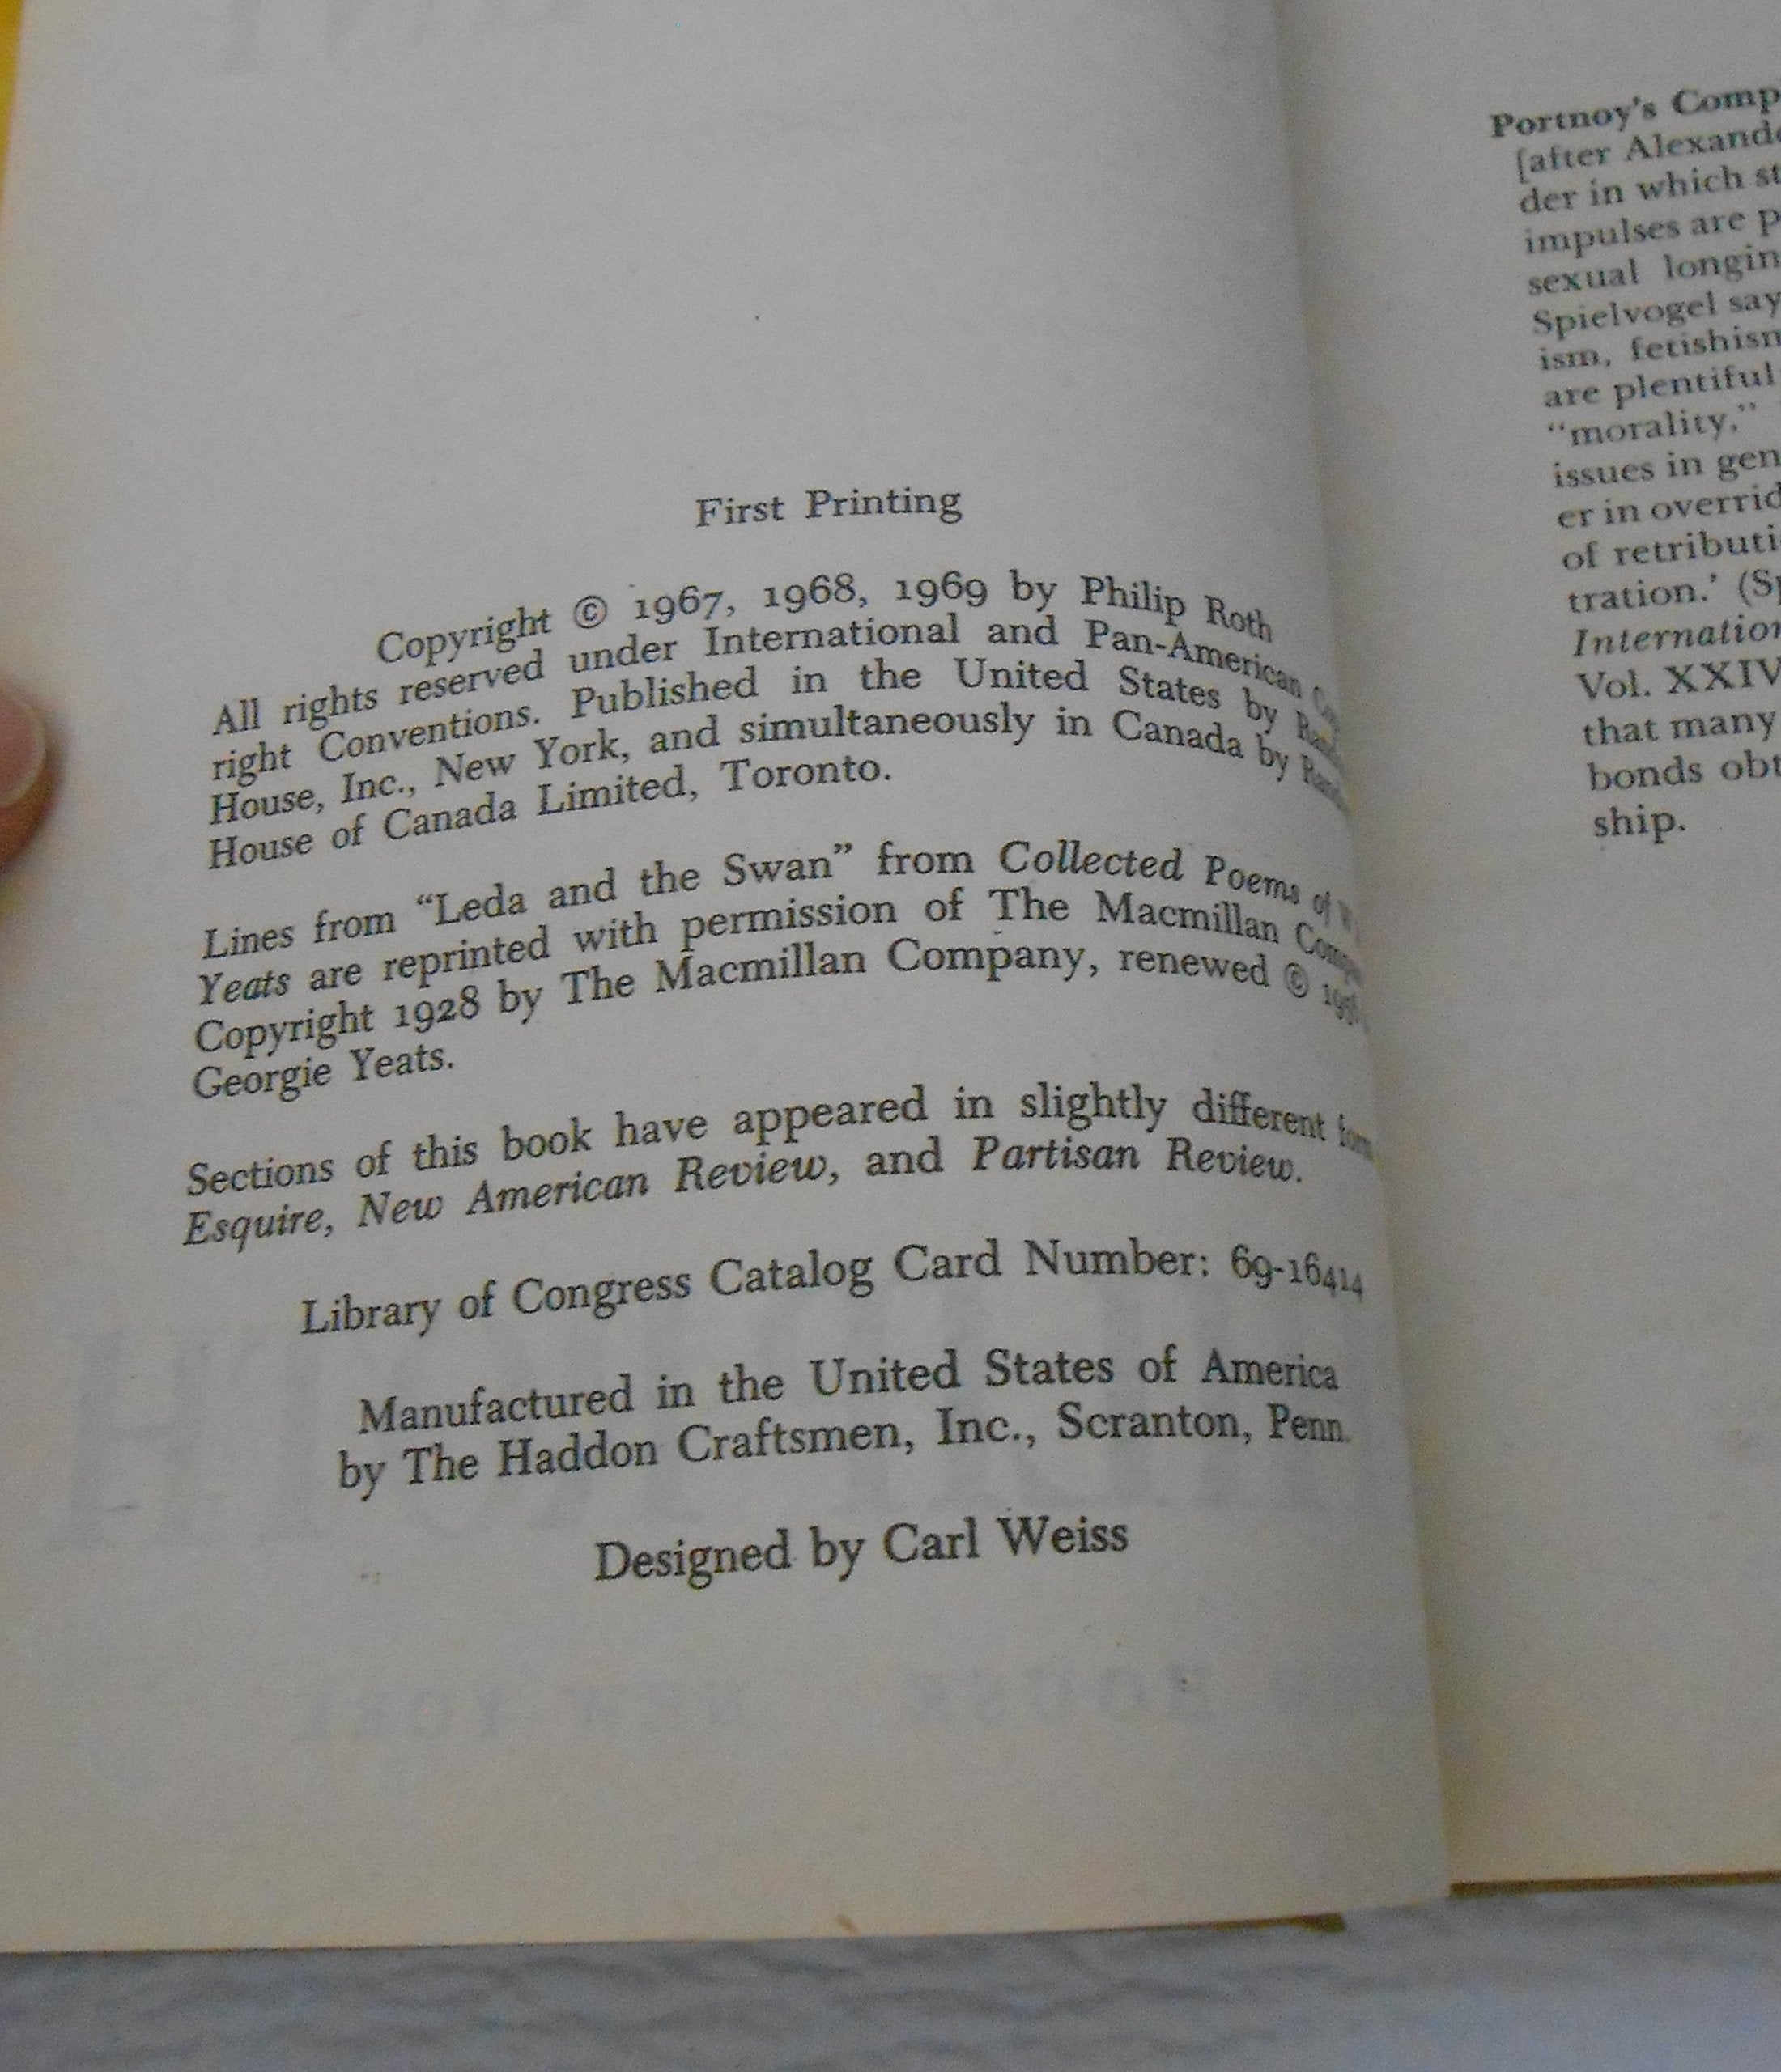 First Printing
Copyright © 1967, 1968, 1969 by Philip Roth
All rights reserved under International and Pan-American
right Conventions. Published in the United States by
House, Inc., New York, and simultaneously in Canada by
House of Canada Limited, Toronto.
Lines from “Leda and the Swan” from Collected Poems of
Yeats are reprinted with permission of The Macmillan
Copyright 1928 by The Macmillan Company, renewed ©
Georgie Yeats.
Sections of this book have appeared in slightly different form
Esquire, New American Review, and Partisan Review.
Library of Congress Catalog Card Number: 69-16414
Manufactured in the United States of America
by The Haddon Craftsmen, Inc., Scranton, Penn.
Designed by Carl Weiss
Portnoy's Comp
[after Alexand
der in which st
impulses are p
sexual longin
Spielvogel say
ism, fetishism
are plentiful
“morality,”
issues in gen
er in overrid
of retributi
tration.’ (Sp
Internation
Vol. XXIV
that many
bonds obt
ship.